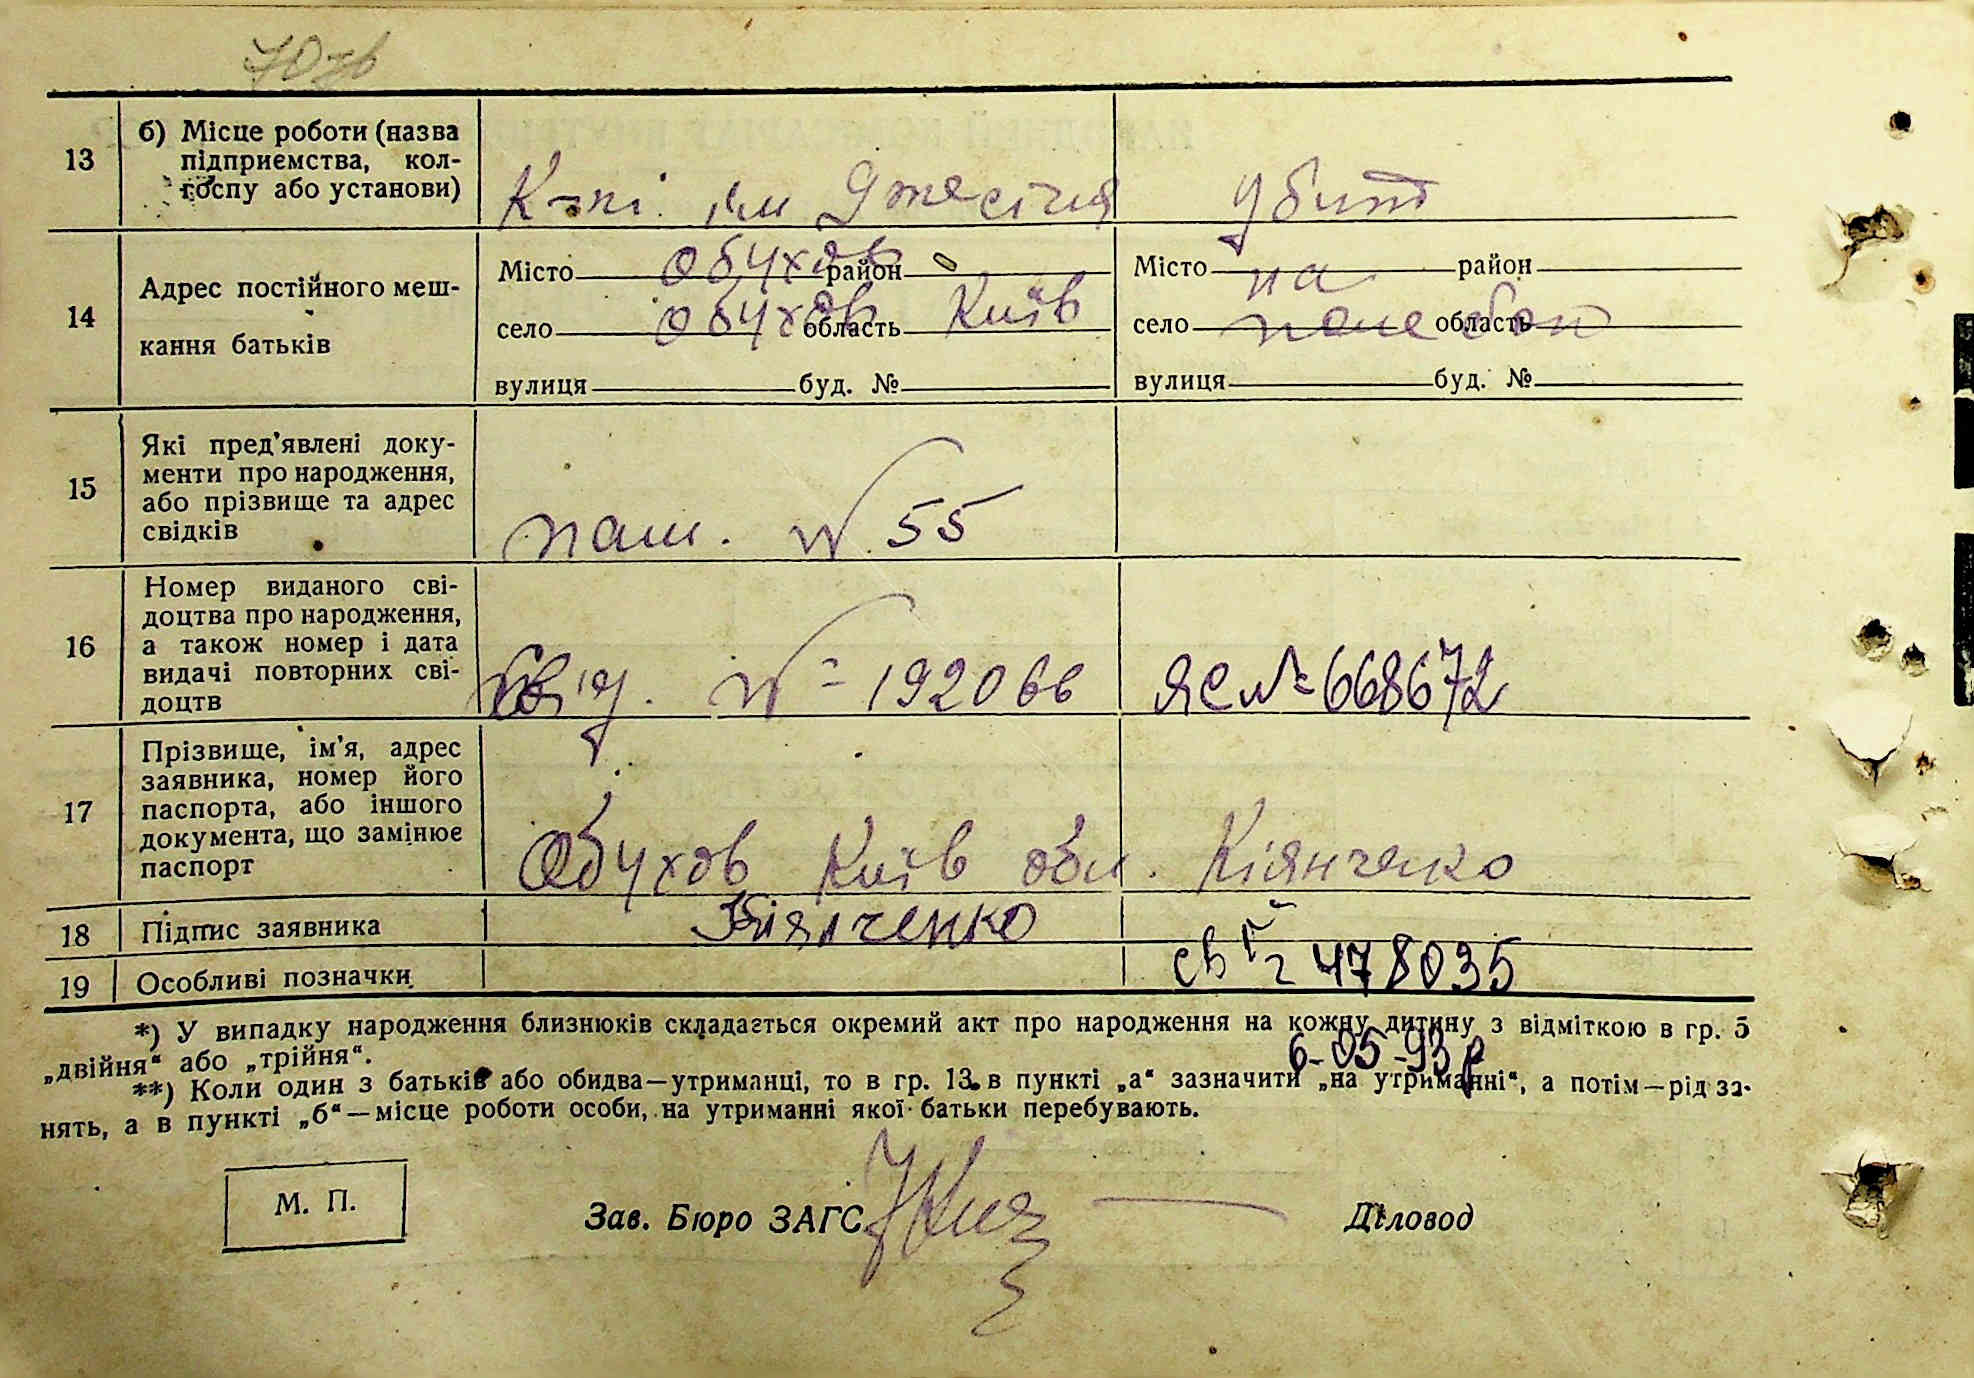 70 зв
13
б) Місце роботи (назва
підприємства, кол-
госпу або установи)
К-пі ім 9 січня
убит
14
Адрес постійного меш-
кання батьків
Місто Обухов район
село Обухов область Київ
вулиця буд. №
Місто на район
село поле бою область
вулиця буд. №
15
Які пред'явлені доку-
менти про народження,
або прізвище та адрес
свідків
паш. № 55
16
Номер виданого сві-
доцтва про народження,
а також номер і дата
видачі повторних сві-
доцтв
свід. № 192066
ЯС № 668672
17
Прізвище, ім'я, адрес
заявника, номер його
паспорта, або іншого
документа, що замінює
паспорт
Обухов Київ обл. Кіянченко
18
Підпис заявника
Кіянченко
19
Особливі позначки
св 478035
6-05-93р
*) У випадку народження близнюків складається окремий акт про народження на кожну дитину з відміткою в гр. 5
„двійня“ або „трійня“.
**) Коли один з батьків або обидва—утриманці, то в гр. 13 в пункті „а“ зазначити „на утриманні“, а потім—рід за-
нять, а в пункті „б“—місце роботи особи, на утриманні якої батьки перебувають.
М. П.
Зав. Бюро ЗАГС
Діловод